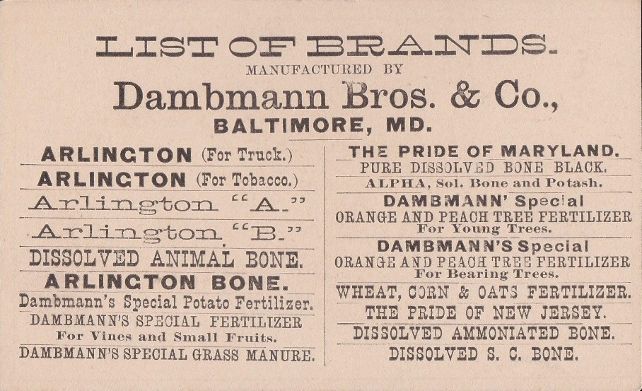 LIST OF BRANDS.
MANUFACTURED BY
Dambmann Bros. & Co.,
BALTIMORE, MD.
ARLINGTON (For Truck.)
ARLINGTON (For Tobacco.)
Arlington "A."
Arlington "B."
DISSOLVED ANIMAL BONE.
ARLINGTON BONE.
Dambmann's Special Potato Fertilizer.
DAMBMANN'S SPECIAL FERTILIZER
For Vines and Small Fruits.
DAMBMANN'S SPECIAL GRASS MANURE.
THE PRIDE OF MARYLAND.
PURE DISSOLVED BONE BLACK.
ALPHA, Sol. Bone and Potash.
DAMBMANN' Special
ORANGE AND PEACH TREE FERTILIZER
For Young Trees.
DAMBMANN'S Special
ORANGE AND PEACH TREE FERTILIZER
For Bearing Trees.
WHEAT, CORN & OATS FERTILIZER.
THE PRIDE OF NEW JERSEY.
DISSOLVED AMMONIATED BONE.
DISSOLVED S. C. BONE.